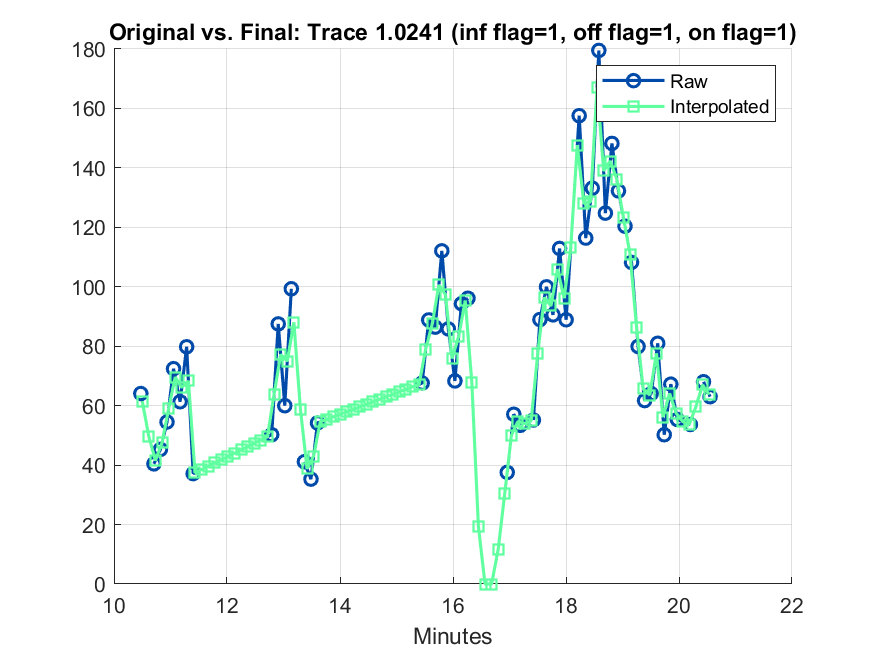 Original vs. Final: Trace 1.0241 (inf flag=1, off flag=1, on flag=1)
180
160
140
120
100
80
60
40
20
0
Raw
Interpolated
10 12 14 16 18 20 22
Minutes